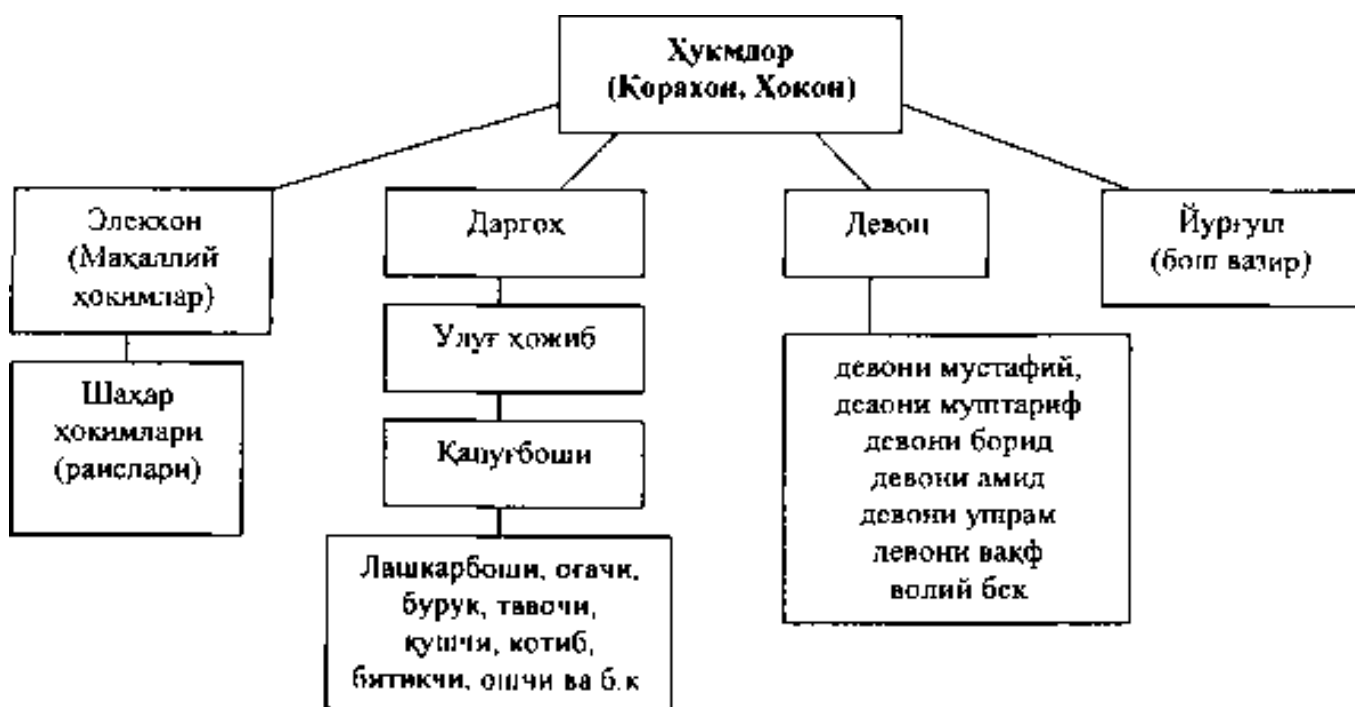 Ҳукмдор
(Қорахон, Ҳоқон)
Элекхон
(Маҳаллий
ҳокимлар)
Даргоҳ
Девон
Йурғуш
(бош вазир)
Шаҳар
ҳокимлари
(раислари)
Улуғ ҳожиб
Қапуғбоши
Лашкарбоши, оғачи,
бурук, тавочи,
қушчи, котиб,
битикчи, ошчи ва б.к
девони мустафий,
девони муштариф
девони борид
девони амид
девони ушрам
девони вақф
волий бек